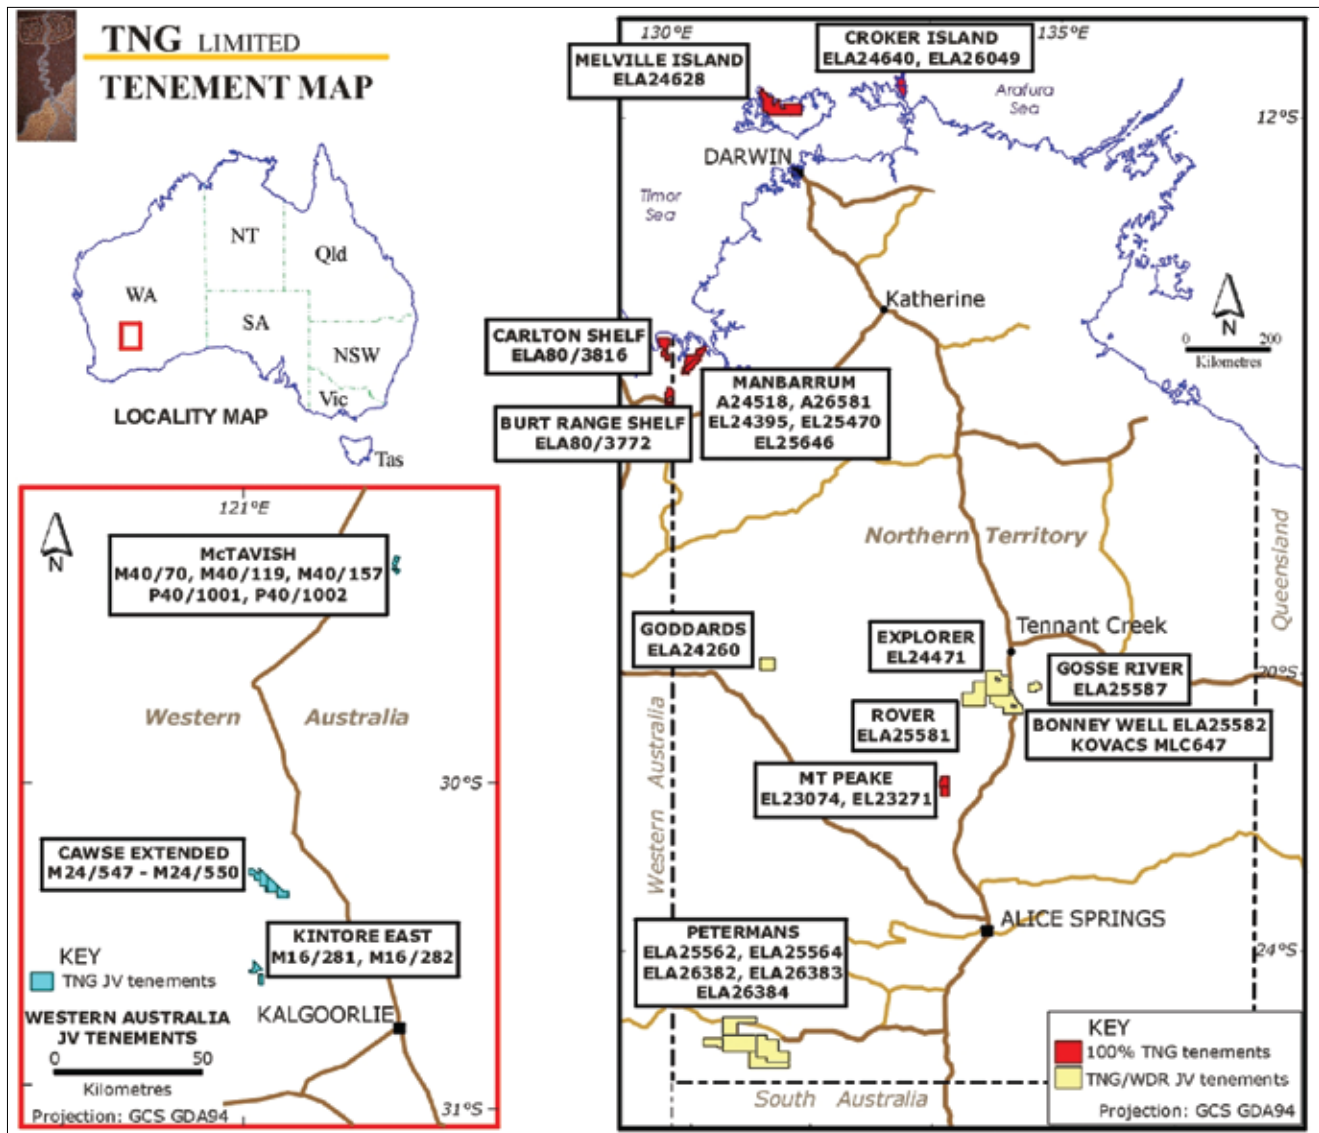 TNG LIMITED
TENEMENT MAP
NT
Qld
WA
SA
NSW
Vic
Tas
LOCALITY MAP
121°E
N
McTAVISH
M40/70, M40/119, M40/157
P40/1001, P40/1002
Western Australia
30°S
CAWSE EXTENDED
M24/547 - M24/550
KINTORE EAST
M16/281, M16/282
KEY
TNG JV tenements
KALGOORLIE
WESTERN AUSTRALIA
JV TENEMENTS
0 50
Kilometres
31°S
Projection: GCS GDA94
130°E
135°E
CROKER ISLAND
ELA24640, ELA26049
MELVILLE ISLAND
ELA24628
Arafura
Sea
12°S
DARWIN
Timor
Sea
Katherine
N
0 200
Kilometres
CARLTON SHELF
ELA80/3816
MANBARRUM
A24518, A26581
EL24395, EL25470
EL25646
BURT RANGE SHELF
ELA80/3772
Northern Territory
Queensland
GODDARDS
ELA24260
EXPLORER
EL24471
Tennant Creek
GOSSE RIVER
ELA25587
20°S
ROVER
ELA25581
BONNEY WELL ELA25582
KOVACS MLC647
Western Australia
MT PEAKE
EL23074, EL23271
ALICE SPRINGS
PETERMANS
ELA25562, ELA25564
ELA26382, ELA26383
ELA26384
24°S
South Australia
KEY
100% TNG tenements
TNG/WDR JV tenements
Projection: GCS GDA94